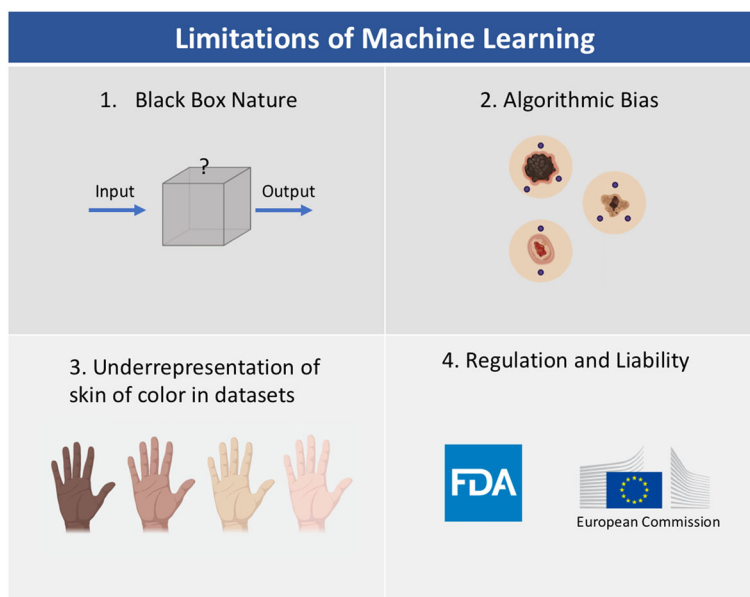 Limitations of Machine Learning
1. Black Box Nature
?
Input
Output
2. Algorithmic Bias
3. Underrepresentation of
skin of color in datasets
4. Regulation and Liability
FDA
European Commission